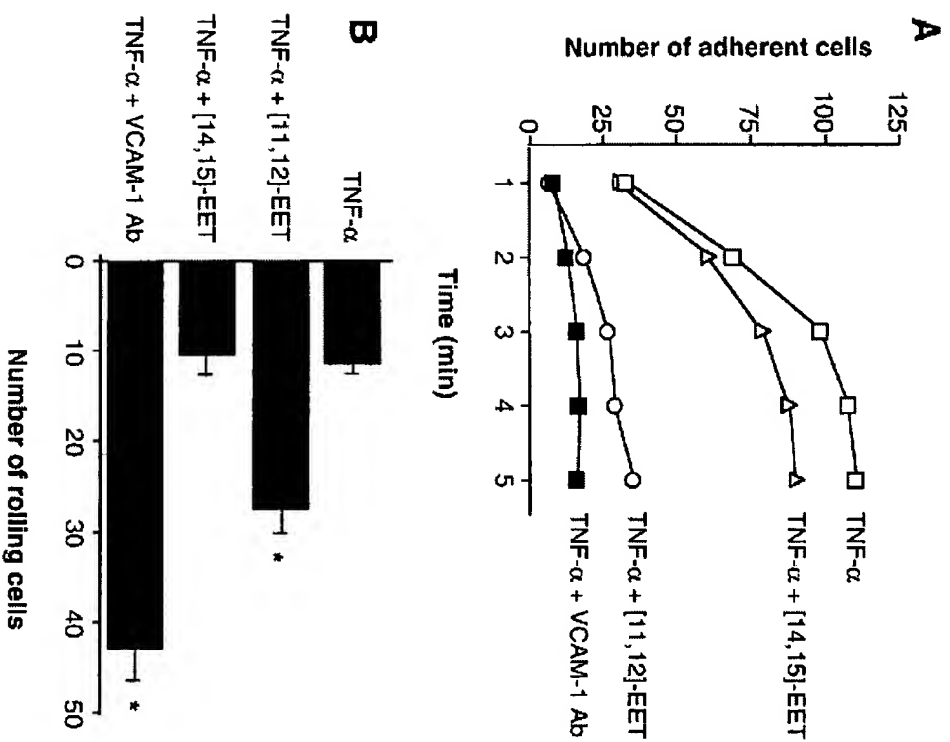 A
Number of adherent cells
125
100
75
50
25
0
1
2
3
4
5
Time (min)
TNF-α
TNF-α + [14,15]-EET
TNF-α + [11,12]-EET
TNF-α + VCAM-1 Ab
B
TNF-α
TNF-α + [11,12]-EET
TNF-α + [14,15]-EET
TNF-α + VCAM-1 Ab
*
*
0
10
20
30
40
50
Number of rolling cells